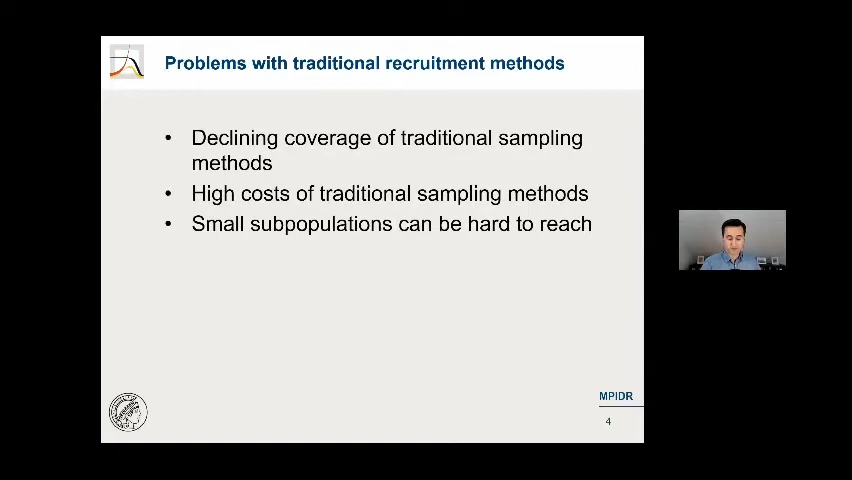 Problems with traditional recruitment methods
• Declining coverage of traditional sampling
methods
• High costs of traditional sampling methods
• Small subpopulations can be hard to reach
MPIDR
4